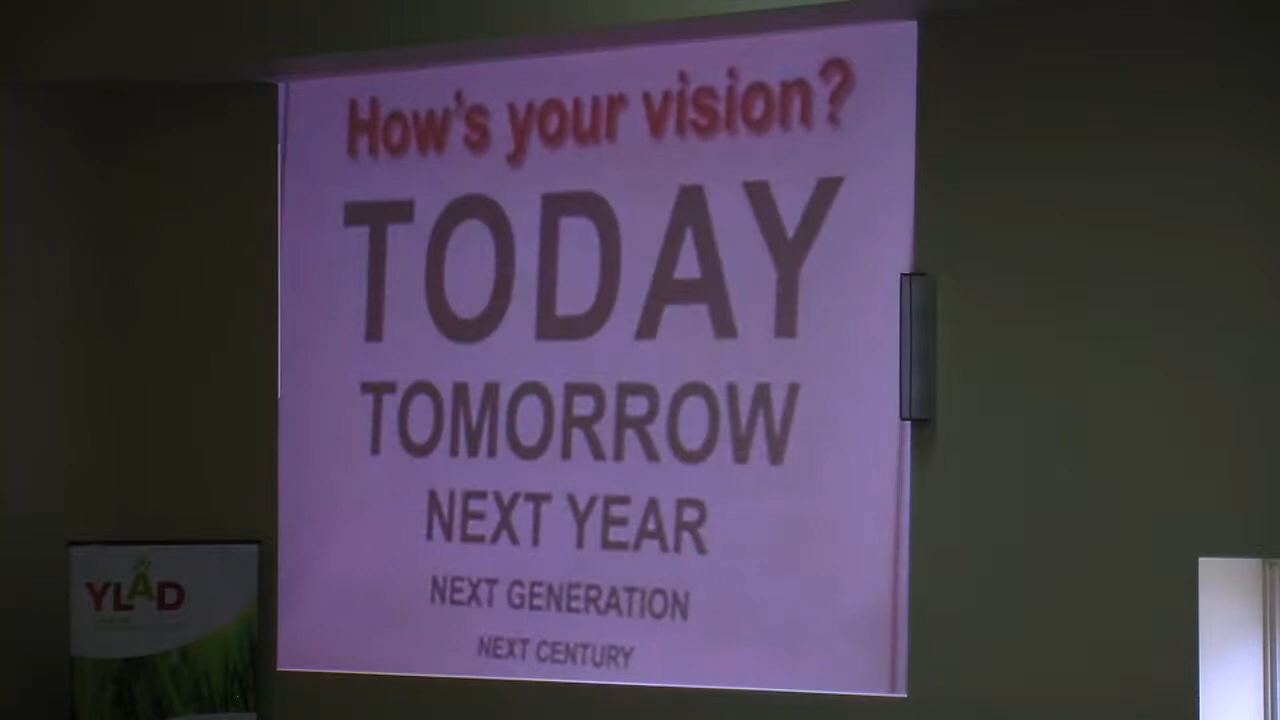 How's your vision?
TODAY
TOMORROW
NEXT YEAR
NEXT GENERATION
NEXT CENTURY
YLAD